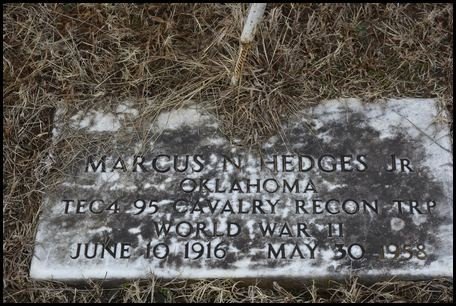 MARCUS N HEDGES JR
OKLAHOMA
TEC4 95 CAVALRY RECON TRP
WORLD WAR II
JUNE 10 1916 MAY 30 1958